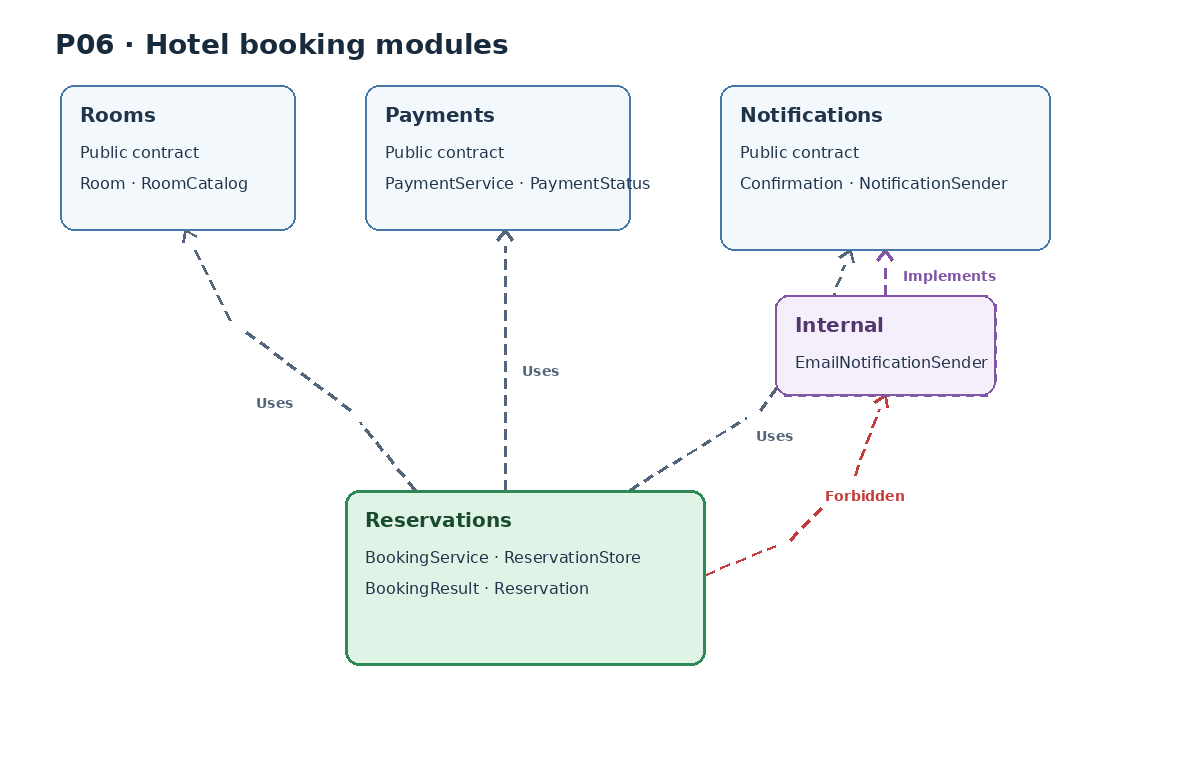 P06 · Hotel booking modules
Rooms
Public contract
Room · RoomCatalog
Payments
Public contract
PaymentService · PaymentStatus
Notifications
Public contract
Confirmation · NotificationSender
Implements
Internal
EmailNotificationSender
Uses
Uses
Uses
Forbidden
Reservations
BookingService · ReservationStore
BookingResult · Reservation